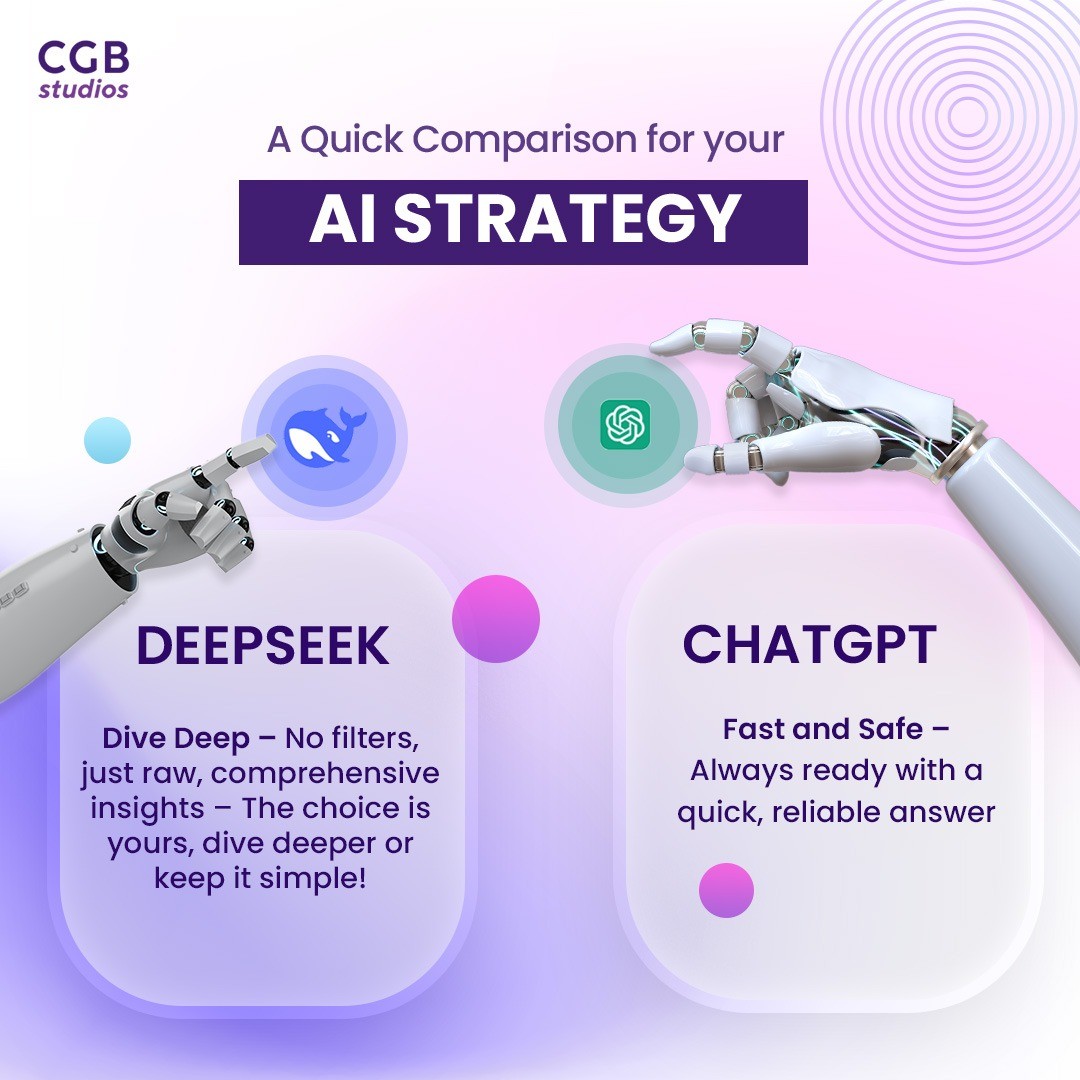 CGB
studios
A Quick Comparison for your
AI STRATEGY
DEEPSEEK
Dive Deep – No filters,
just raw, comprehensive
insights – The choice is
yours, dive deeper or
keep it simple!
CHATGPT
Fast and Safe –
Always ready with a
quick, reliable answer